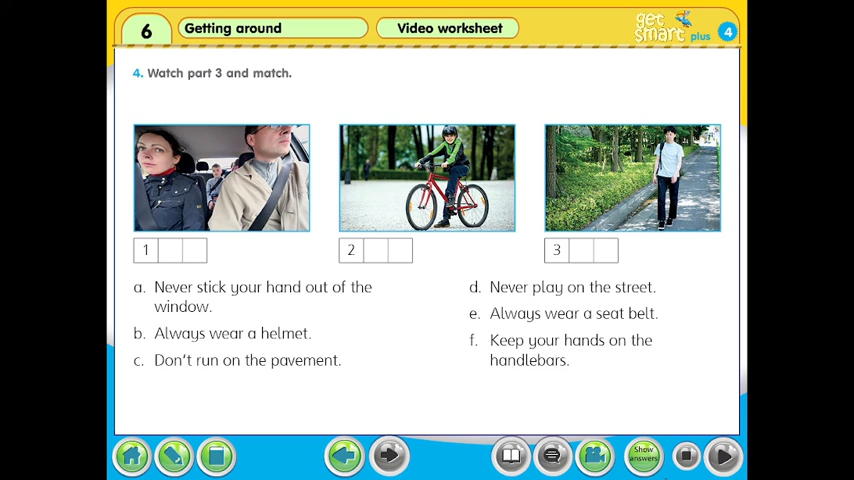 6
Getting around
Video worksheet
get
smart plus 4
4. Watch part 3 and match.
1
2
3
a. Never stick your hand out of the
window.
b. Always wear a helmet.
c. Don't run on the pavement.
d. Never play on the street.
e. Always wear a seat belt.
f. Keep your hands on the
handlebars.
Show
answers